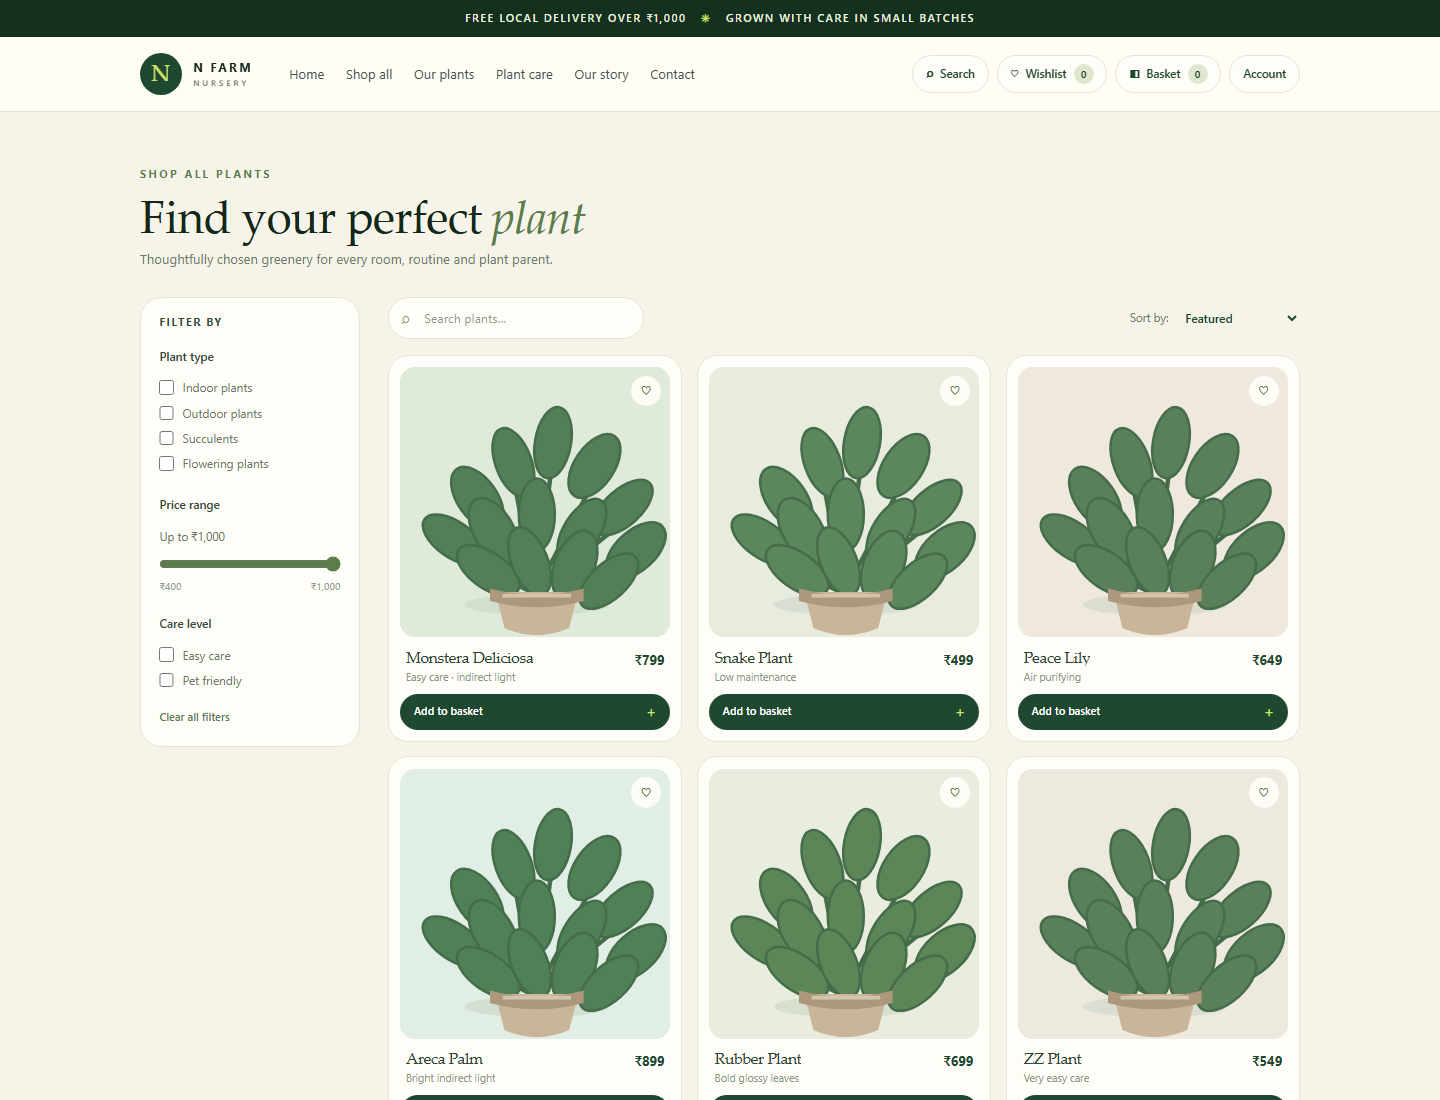 FREE LOCAL DELIVERY OVER ₹1,000 ✷ GROWN WITH CARE IN SMALL BATCHES
N
N FARM
NURSERY
Home
Shop all
Our plants
Plant care
Our story
Contact
Search
Wishlist 0
Basket 0
Account
SHOP ALL PLANTS
Find your perfect plant
Thoughtfully chosen greenery for every room, routine and plant parent.
FILTER BY
Plant type
Indoor plants
Outdoor plants
Succulents
Flowering plants
Price range
Up to ₹1,000
₹400 ₹1,000
Care level
Easy care
Pet friendly
Clear all filters
Search plants...
Sort by: Featured
Monstera Deliciosa ₹799
Easy care · indirect light
Add to basket +
Snake Plant ₹499
Low maintenance
Add to basket +
Peace Lily ₹649
Air purifying
Add to basket +
Areca Palm ₹899
Bright indirect light
Rubber Plant ₹699
Bold glossy leaves
ZZ Plant ₹549
Very easy care